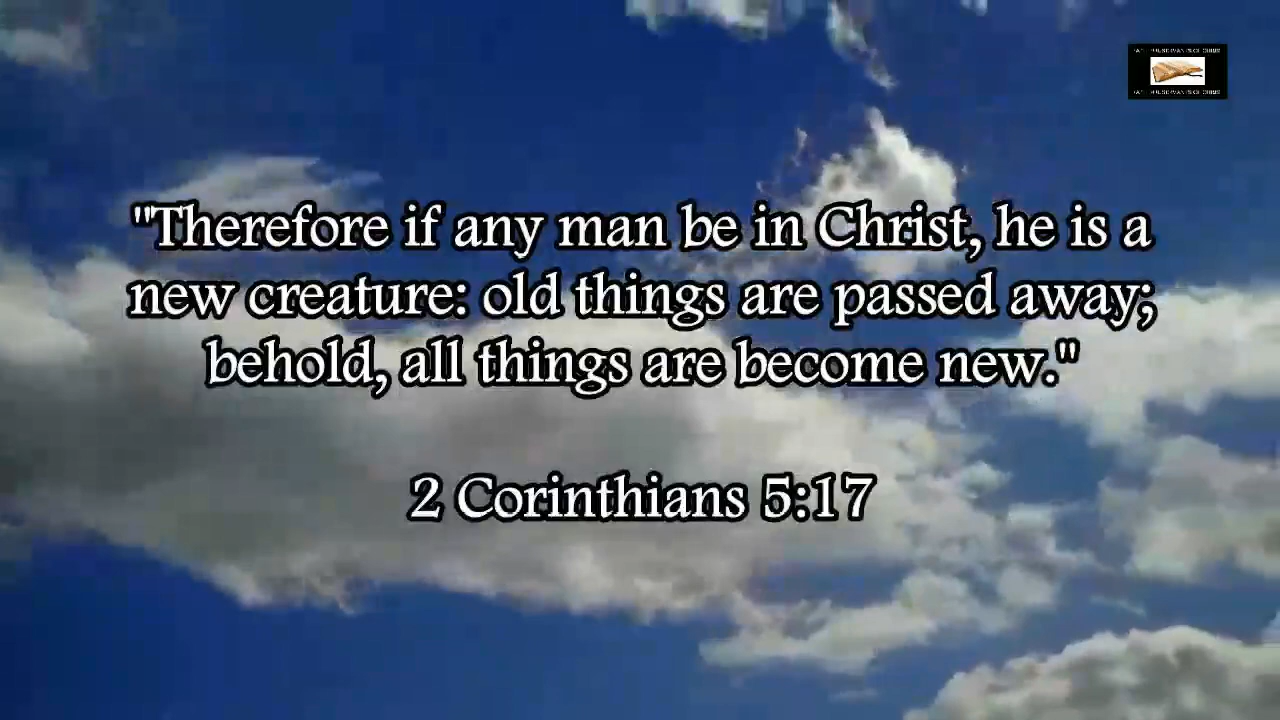 "Therefore if any man be in Christ, he is a
new creature: old things are passed away;
behold, all things are become new."
2 Corinthians 5:17